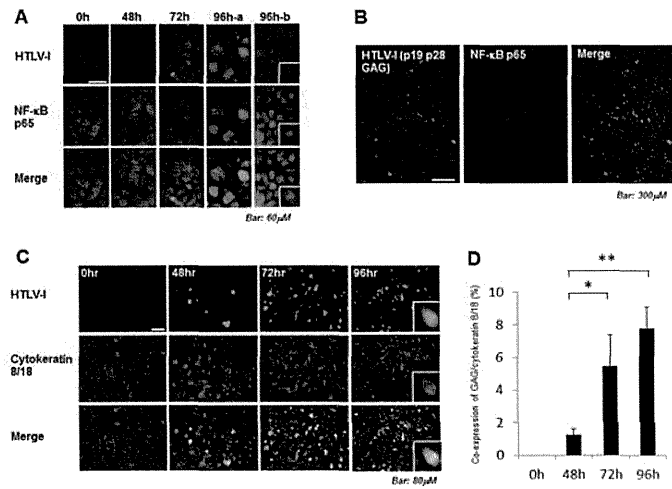 A
0h 48h 72h 96h-a 96h-b
HTLV-I
NF-κB
p65
Merge
Bar: 60μM
B
HTLV-I (p19 p28
GAG)
NF-κB p65
Merge
Bar: 300μM
C
0hr 48hr 72hr 96hr
HTLV-I
Cytokeratin
8/18
Merge
Bar: 80μM
D
Co-expression of GAG/cytokeratin 8/18 (%)
10
8
6
4
2
0
*
**
0h 48h 72h 96h